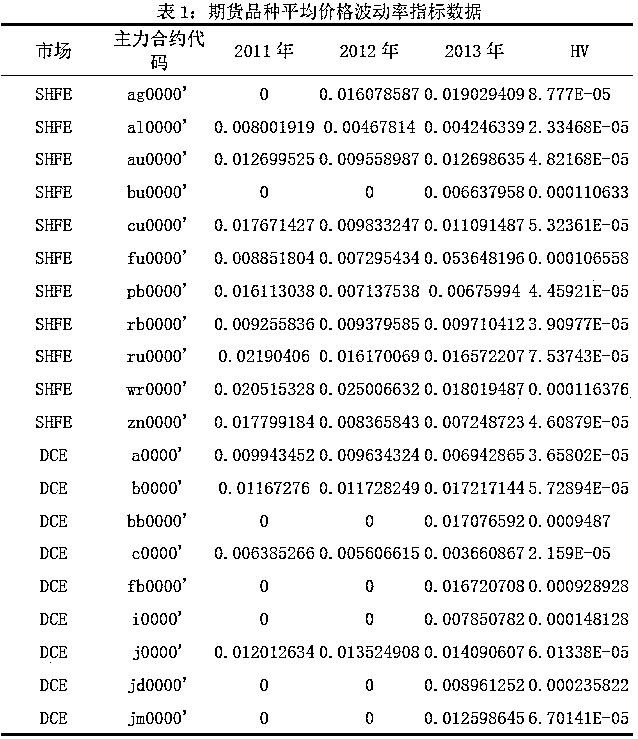 表1：期货品种平均价格波动率指标数据
市场 主力合约代码 2011年 2012年 2013年 HV
SHFE ag0000' 0 0.016078587 0.019029409 8.777E-05
SHFE al0000' 0.008001919 0.00467814 0.004246339 2.33468E-05
SHFE au0000' 0.012699525 0.009558987 0.012698635 4.82168E-05
SHFE bu0000' 0 0 0.006637958 0.000110633
SHFE cu0000' 0.017671427 0.009833247 0.011091487 5.32361E-05
SHFE fu0000' 0.008851804 0.007295434 0.053648196 0.000106558
SHFE pb0000' 0.016113038 0.007137538 0.00675994 4.45921E-05
SHFE rb0000' 0.009255836 0.009379585 0.009710412 3.90977E-05
SHFE ru0000' 0.02190406 0.016170069 0.016572207 7.53743E-05
SHFE wr0000' 0.020515328 0.025006632 0.018019487 0.000116376
SHFE zn0000' 0.017799184 0.008365843 0.007248723 4.60879E-05
DCE a0000' 0.009943452 0.009634324 0.006942865 3.65802E-05
DCE b0000' 0.01167276 0.011728249 0.017217144 5.72894E-05
DCE bb0000' 0 0 0.017076592 0.0009487
DCE c0000' 0.006385266 0.005606615 0.003660867 2.159E-05
DCE fb0000' 0 0 0.016720708 0.000928928
DCE i0000' 0 0 0.007850782 0.000148128
DCE j0000' 0.012012634 0.013524908 0.014090607 6.01338E-05
DCE jd0000' 0 0 0.008961252 0.000235822
DCE jm0000' 0 0 0.012598645 6.70141E-05